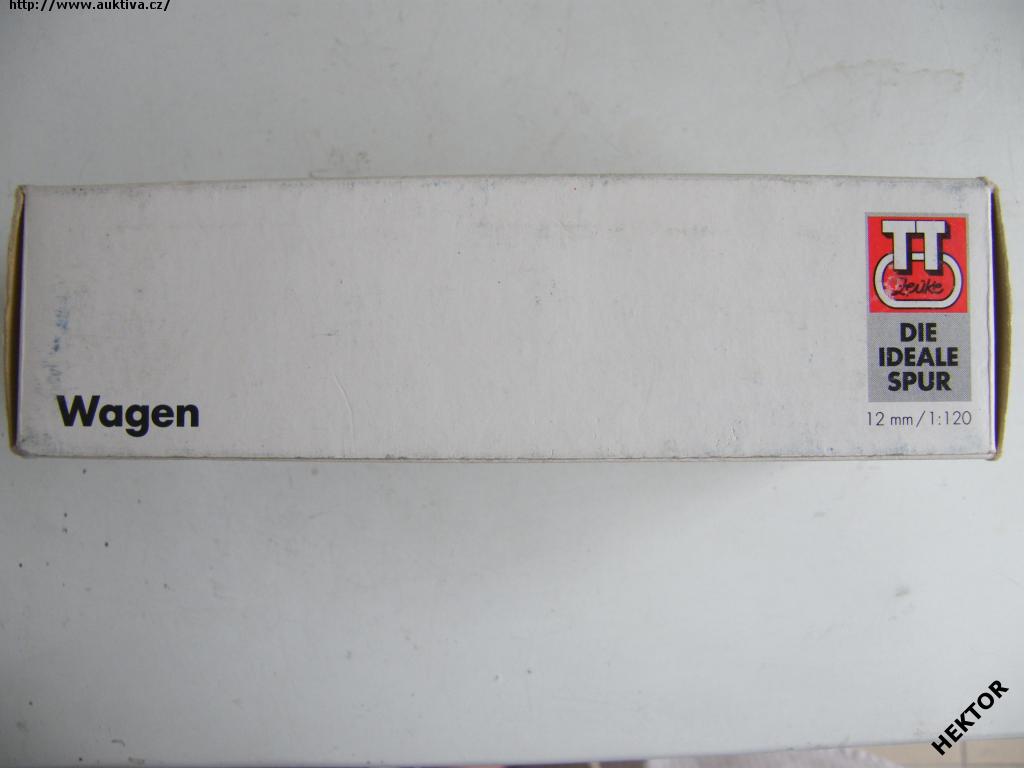 http://www.auktiva.cz/
TT
Zeuke
DIE
IDEALE
SPUR
Wagen
12 mm/1:120
HEKTOR